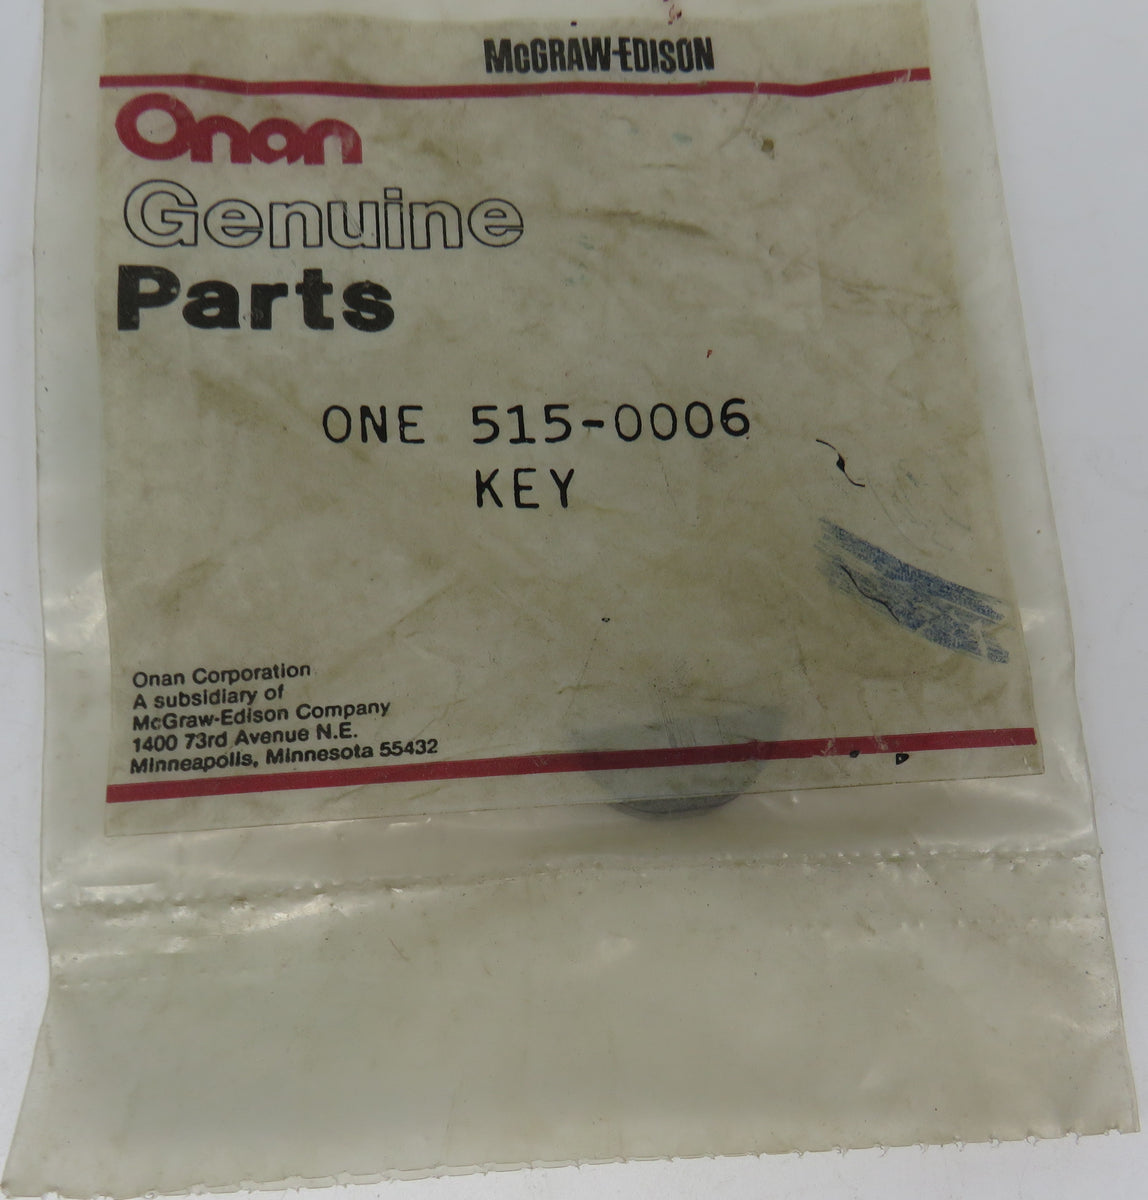 McGRAW-EDISON
Onan
Genuine
Parts
ONE 515-0006
KEY
Onan Corporation
A subsidiary of
McGraw-Edison Company
1400 73rd Avenue N.E.
Minneapolis, Minnesota 55432